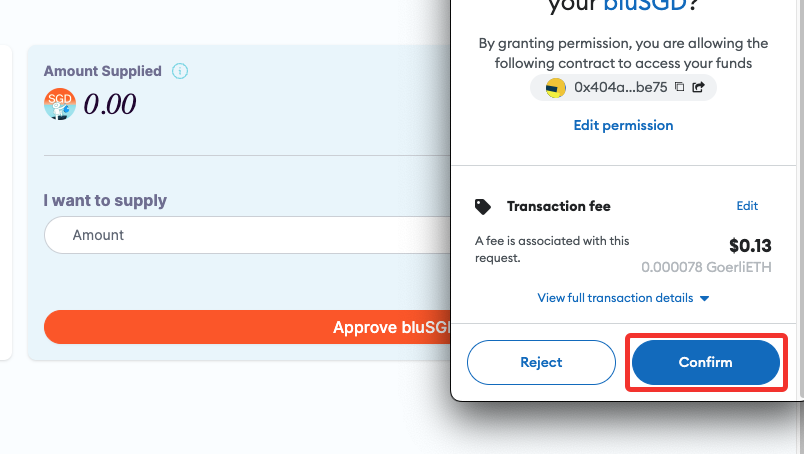 Amount Supplied
SGD
0.00
I want to supply
Amount
Approve bluSG
your bluSGD?
By granting permission, you are allowing the
following contract to access your funds
0x404a...be75
Edit permission
Transaction fee
Edit
A fee is associated with this
request.
$0.13
0.000078 GoerliETH
View full transaction details
Reject
Confirm